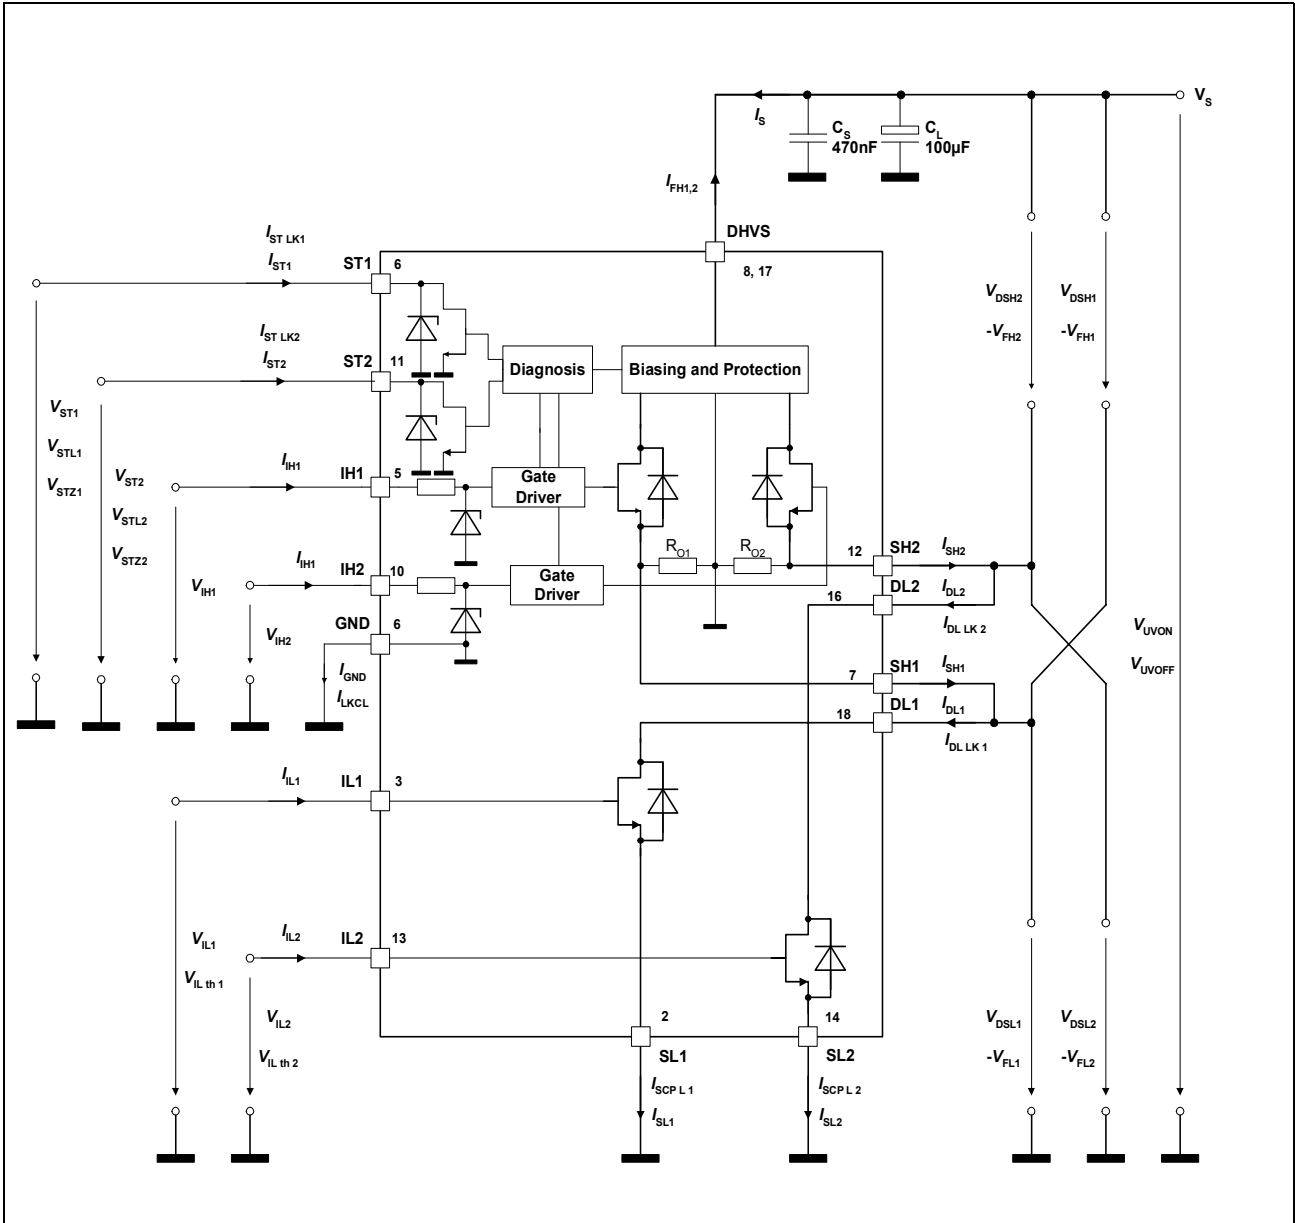 V_S
I_S
C_S
470nF
C_L
100µF
I_FH1,2
DHVS
8, 17
I_ST LK1
I_ST1
ST1
6
I_ST LK2
I_ST2
ST2
11
Diagnosis
Biasing and Protection
V_DSH2
-V_FH2
V_DSH1
-V_FH1
V_ST1
V_STL1
V_STZ1
V_ST2
V_STL2
V_STZ2
I_IH1
IH1
5
Gate
Driver
R_O1
R_O2
12
SH2
I_SH2
V_IH1
I_IH1
IH2
10
Gate
Driver
16
DL2
I_DL2
I_DL LK 2
V_IH2
GND
6
I_GND
I_LKCL
V_UVON
V_UVOFF
7
SH1
I_SH1
18
DL1
I_DL1
I_DL LK 1
I_IL1
IL1
3
V_IL1
V_IL th 1
I_IL2
IL2
13
V_IL2
V_IL th 2
2
SL1
14
SL2
V_DSL1
-V_FL1
V_DSL2
-V_FL2
I_SCP L 1
I_SL1
I_SCP L 2
I_SL2